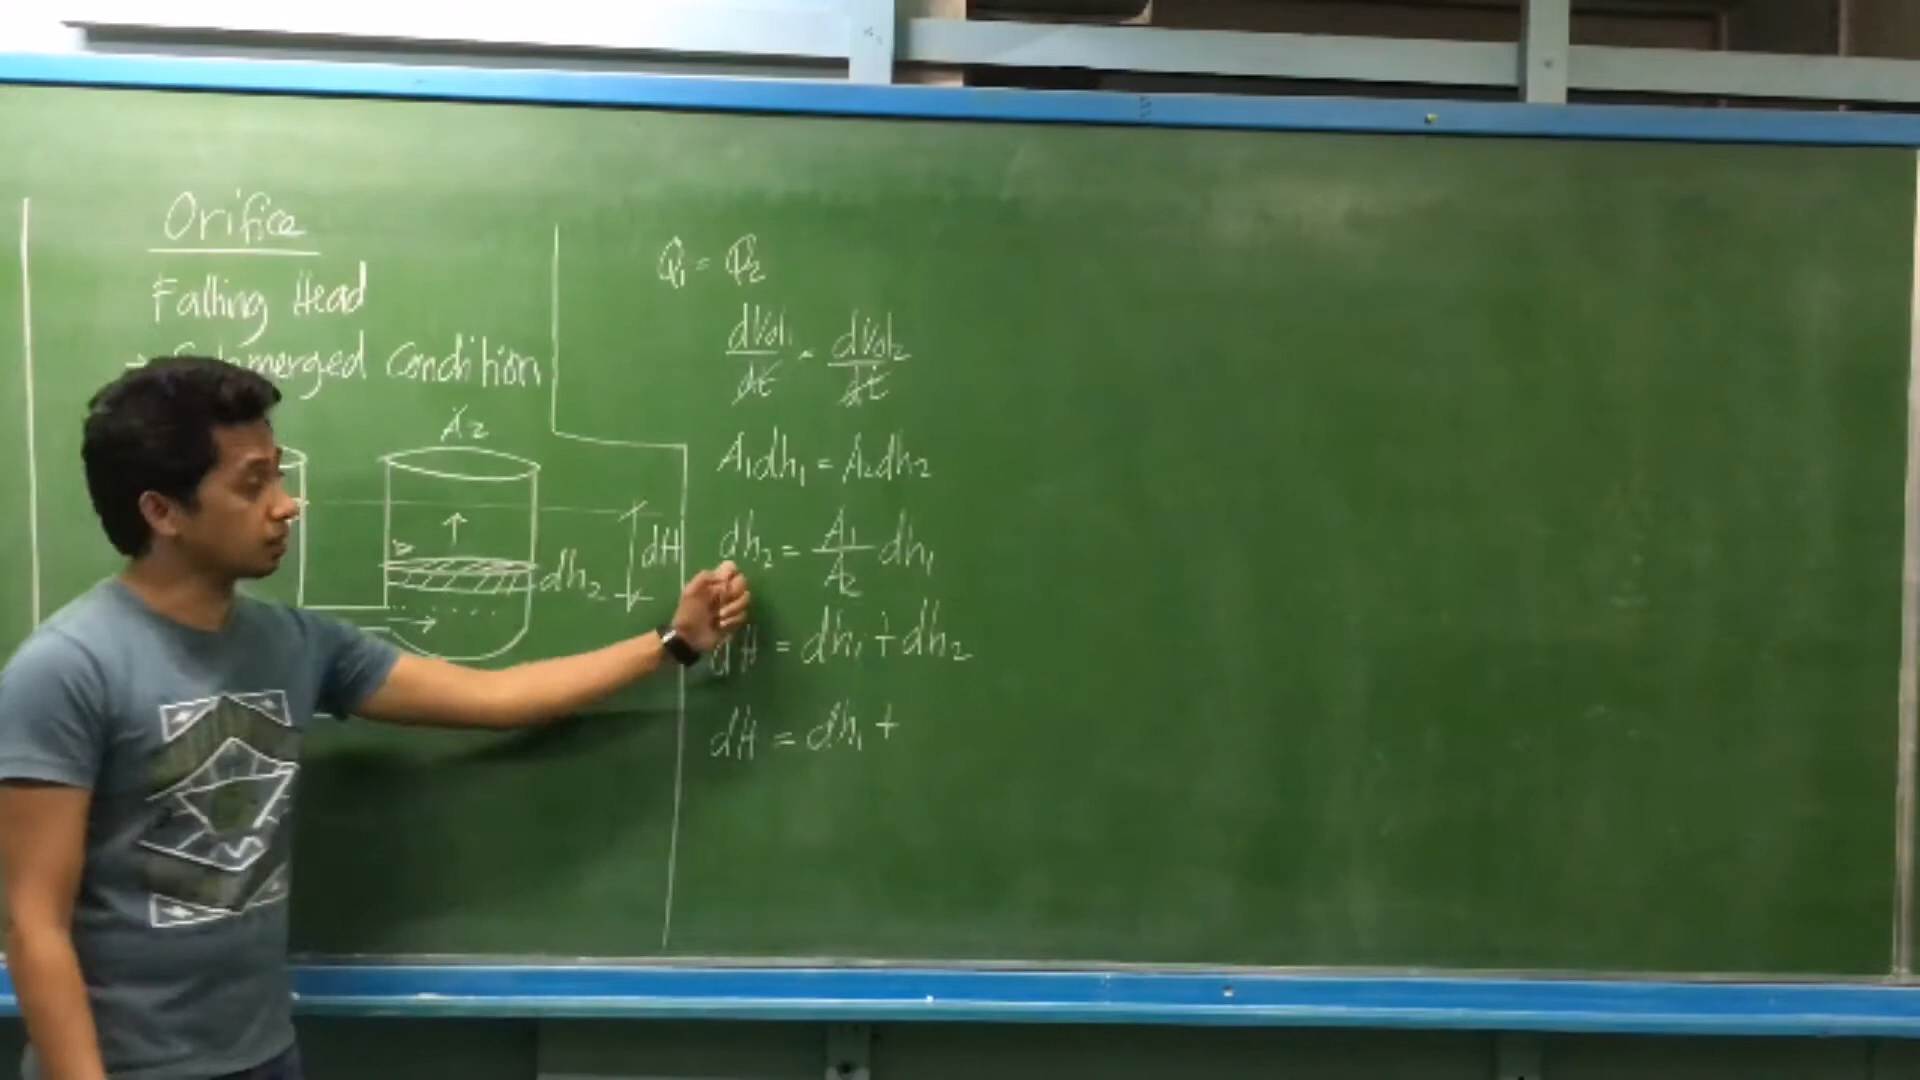 Orifice
Falling Head
→ Submerged Condition
A2
dH
dh2
Q1 = Q2
dVol1/dt = dVol2/dt
A1dh1 = A2dh2
dh2 = A1/A2 dh1
dH = dh1 + dh2
dH = dh1 +